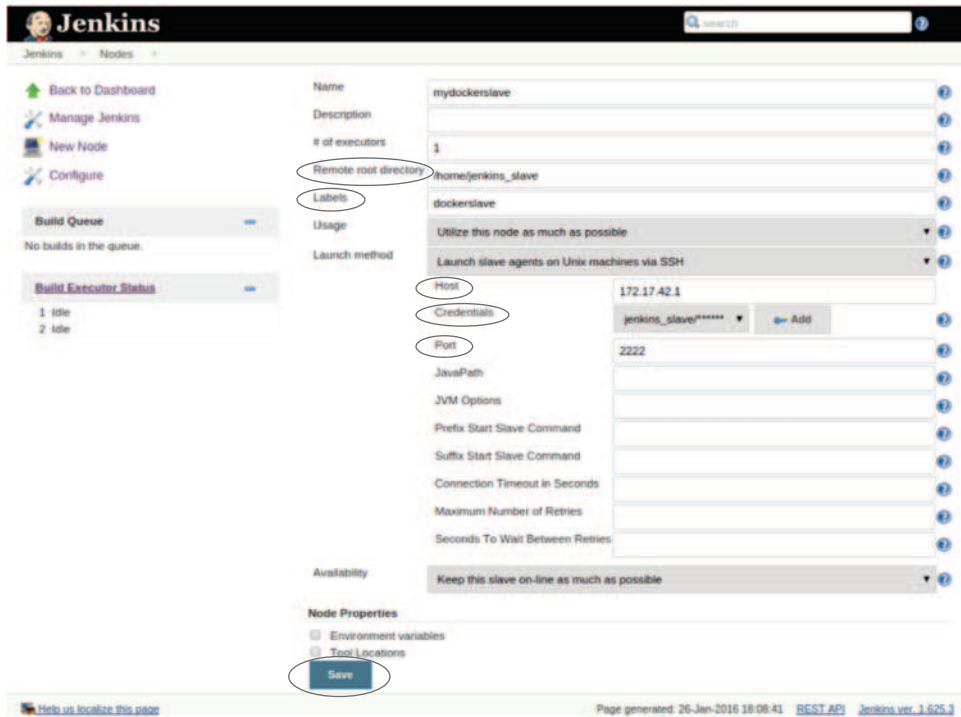 Jenkins
search
Jenkins Nodes
Back to Dashboard
Manage Jenkins
New Node
Configure
Build Queue
No builds in the queue.
Build Executor Status
1 Idle
2 Idle
Name mydockerslave
Description
# of executors 1
Remote root directory /home/jenkins_slave
Labels dockerslave
Usage Utilize this node as much as possible
Launch method Launch slave agents on Unix machines via SSH
Host 172.17.42.1
Credentials jenkins_slave/****** Add
Port 2222
JavaPath
JVM Options
Prefix Start Slave Command
Suffix Start Slave Command
Connection Timeout in Seconds
Maximum Number of Retries
Seconds To Wait Between Retries
Availability Keep this slave on-line as much as possible
Node Properties
Environment variables
Tool Locations
Save
Help us localize this page
Page generated: 26-Jan-2016 18:08:41 REST API Jenkins ver. 1.625.3